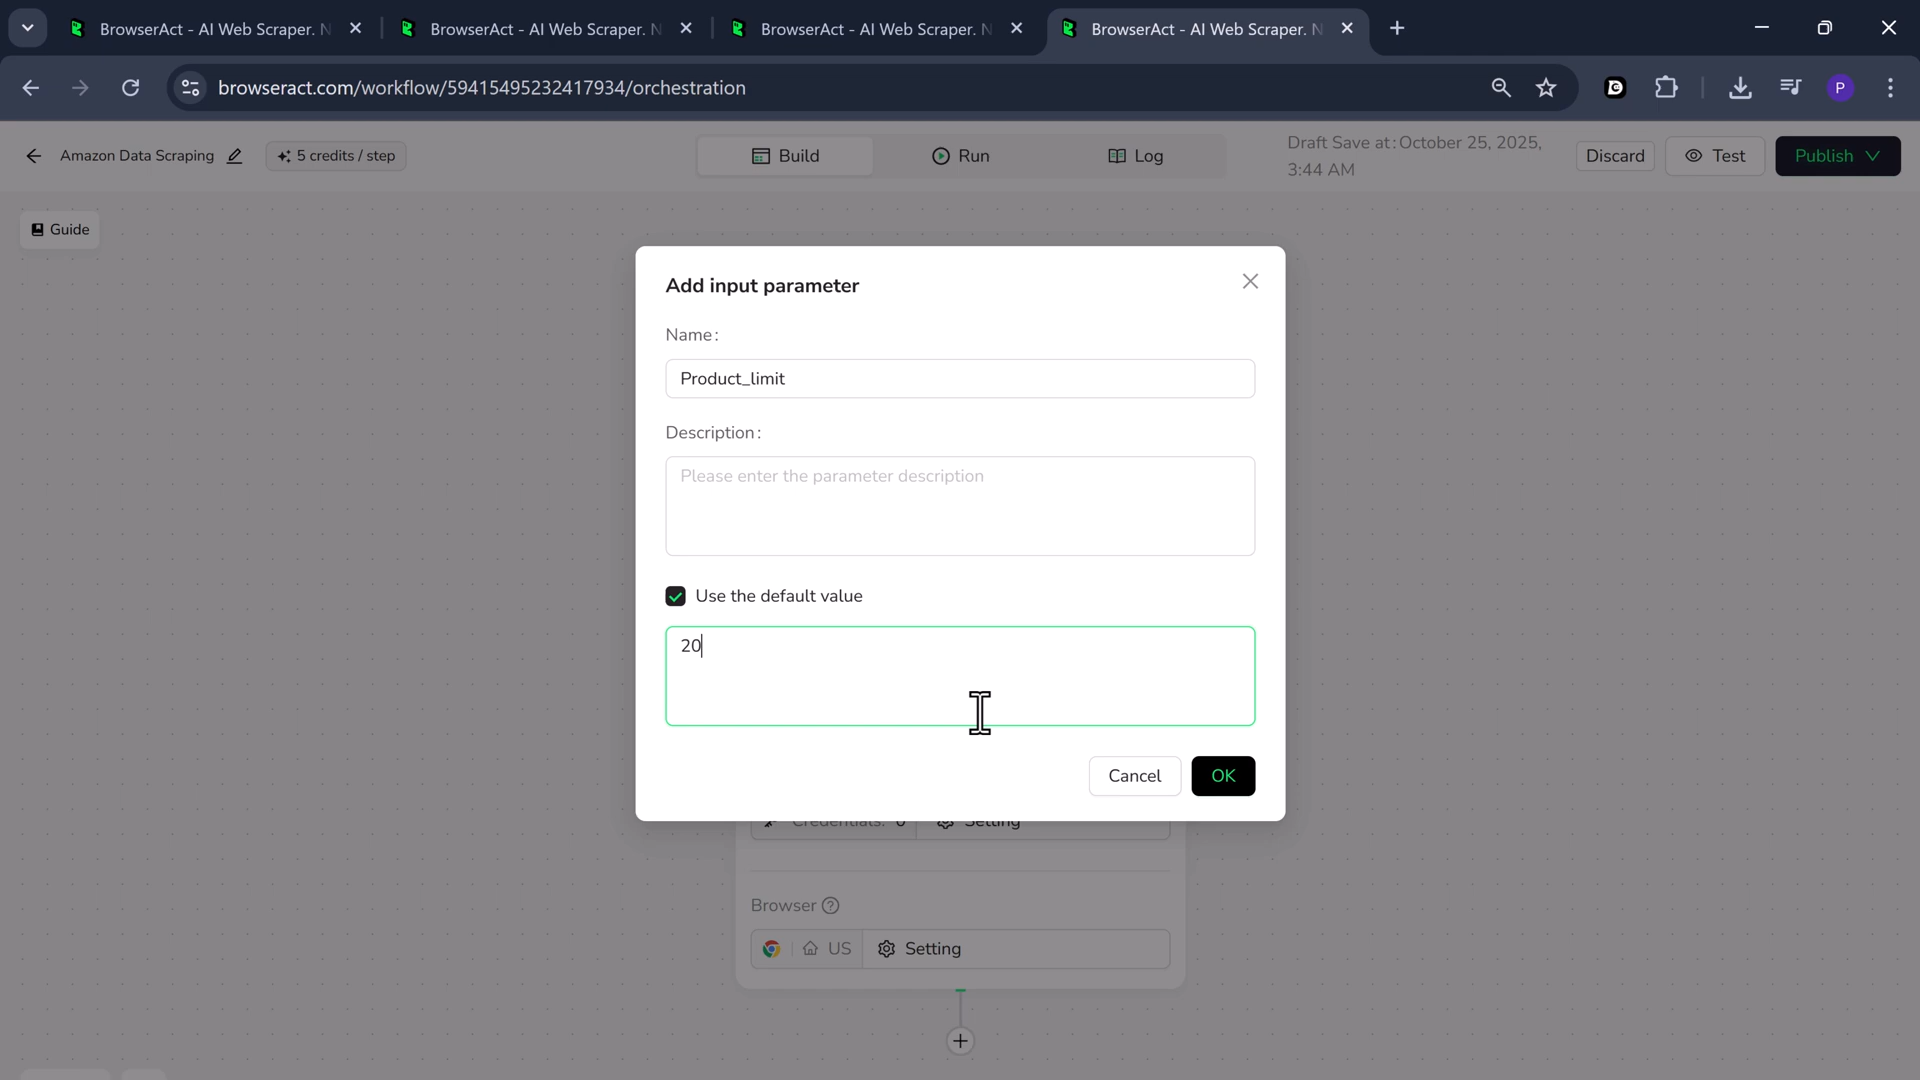 BrowserAct - AI Web Scraper. N
BrowserAct - AI Web Scraper. N
BrowserAct - AI Web Scraper. N
BrowserAct - AI Web Scraper. N
browseract.com/workflow/59415495232417934/orchestration
P
Amazon Data Scraping
5 credits / step
Build
Run
Log
Draft Save at: October 25, 2025,
3:44 AM
Discard
Test
Publish
Guide
Add input parameter
Name:
Product_limit
Description:
Please enter the parameter description
Use the default value
20
Cancel
OK
Credentials: 0
Setting
Browser
US
Setting